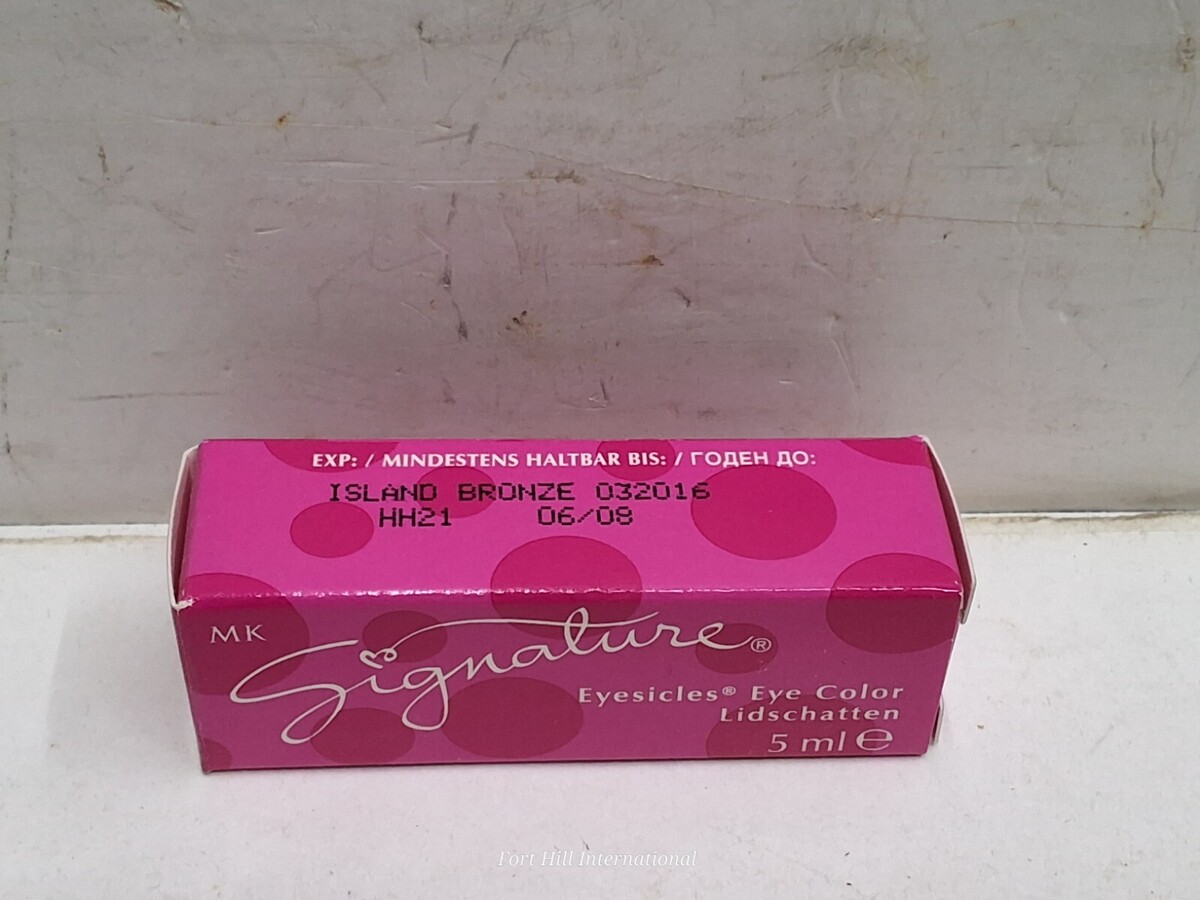 EXP: / MINDESTENS HALTBAR BIS: / ГОДЕН ДО:
ISLAND BRONZE 032016
HH21 06/08
MK
Signature®
Eyesicles® Eye Color
Lidschatten
5 ml ℮
Fort Hill International